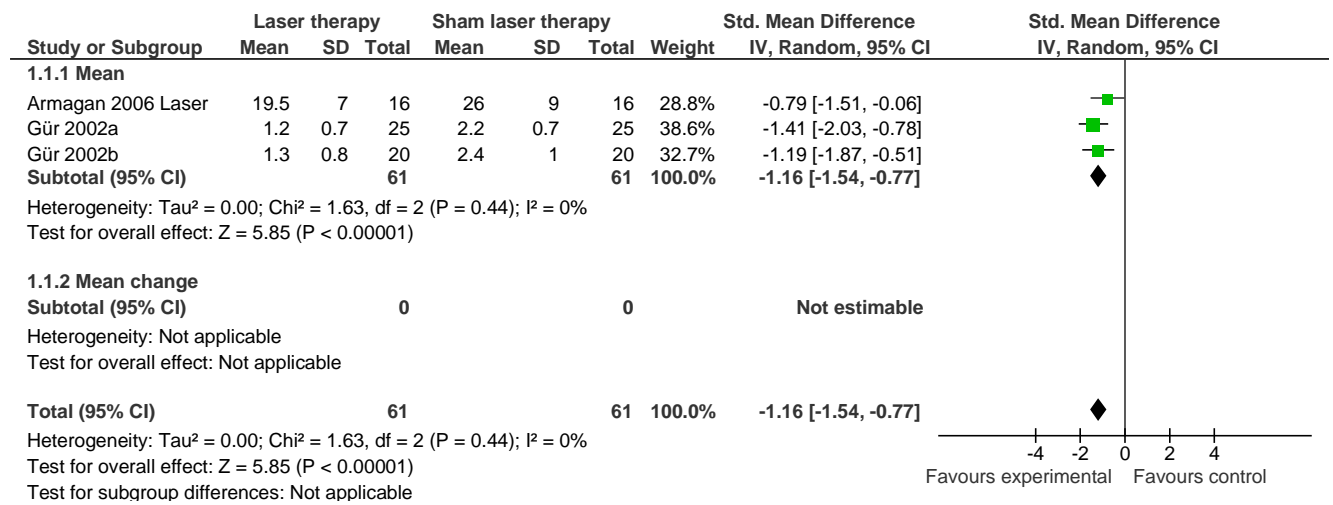 Laser therapy Sham laser therapy Std. Mean Difference Std. Mean Difference
Study or Subgroup Mean SD Total Mean SD Total Weight IV, Random, 95% CI IV, Random, 95% CI
1.1.1 Mean
Armagan 2006 Laser 19.5 7 16 26 9 16 28.8% -0.79 [-1.51, -0.06]
Gür 2002a 1.2 0.7 25 2.2 0.7 25 38.6% -1.41 [-2.03, -0.78]
Gür 2002b 1.3 0.8 20 2.4 1 20 32.7% -1.19 [-1.87, -0.51]
Subtotal (95% CI) 61 61 100.0% -1.16 [-1.54, -0.77]
Heterogeneity: Tau² = 0.00; Chi² = 1.63, df = 2 (P = 0.44); I² = 0%
Test for overall effect: Z = 5.85 (P < 0.00001)
1.1.2 Mean change
Subtotal (95% CI) 0 0 Not estimable
Heterogeneity: Not applicable
Test for overall effect: Not applicable
Total (95% CI) 61 61 100.0% -1.16 [-1.54, -0.77]
Heterogeneity: Tau² = 0.00; Chi² = 1.63, df = 2 (P = 0.44); I² = 0%
Test for overall effect: Z = 5.85 (P < 0.00001)
Test for subgroup differences: Not applicable
-4 -2 0 2 4
Favours experimental Favours control